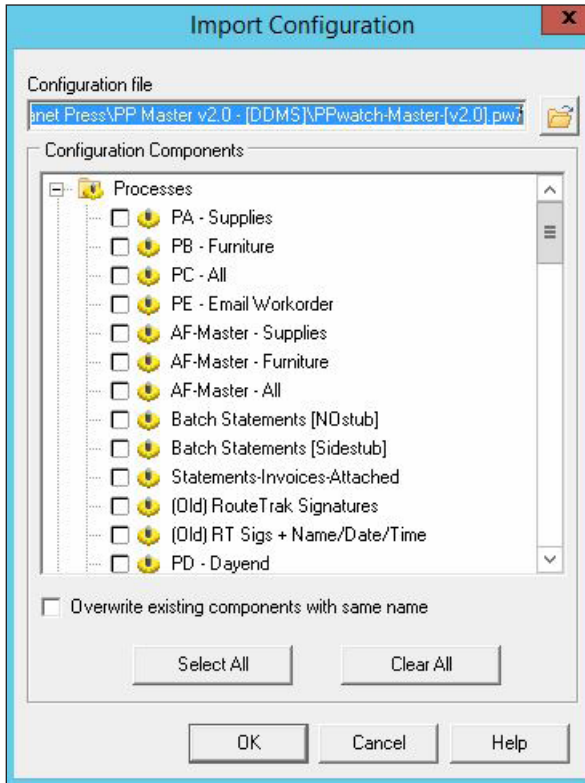 Import Configuration
x
Configuration file
anet Press\PP Master v2.0 - [DDMS]\PPwatch-Master-[v2.0].pw7
Configuration Components
Processes
PA - Supplies
PB - Furniture
PC - All
PE - Email Workorder
AF-Master - Supplies
AF-Master - Furniture
AF-Master - All
Batch Statements [NOstub]
Batch Statements [Sidestub]
Statements-Invoices-Attached
(Old) RouteTrak Signatures
(Old) RT Sigs + Name/Date/Time
PD - Dayend
Overwrite existing components with same name
Select All
Clear All
OK
Cancel
Help